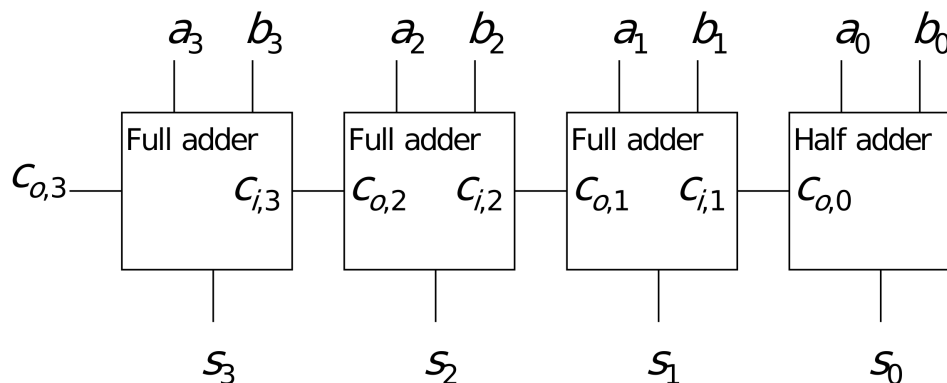 a3 b3 a2 b2 a1 b1 a0 b0
Full adder Full adder Full adder Half adder
co,3 ci,3 co,2 ci,2 co,1 ci,1 co,0
s3 s2 s1 s0